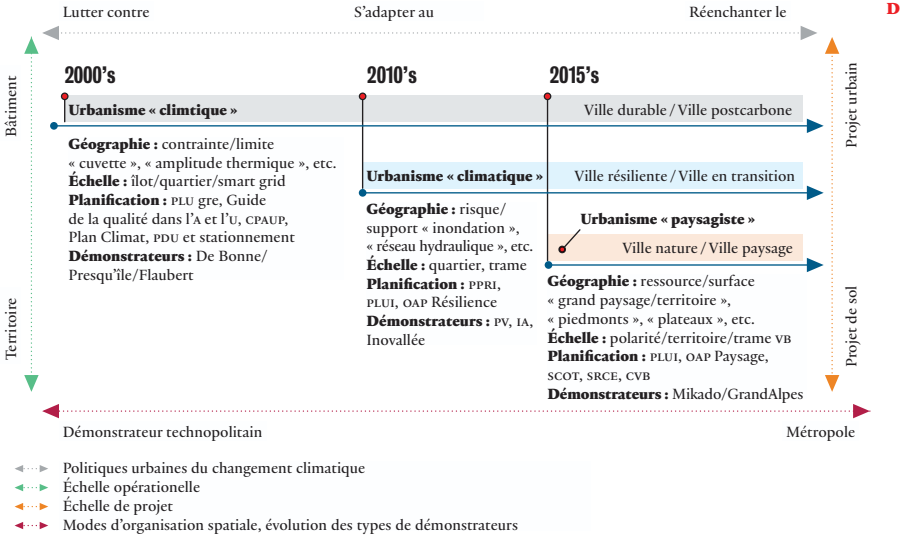 Lutter contre
S'adapter au
Réenchanter le
D
Bâtiment
Territoire
Projet urbain
Projet de sol
2000's
2010's
2015's
Urbanisme « climtique »
Ville durable / Ville postcarbone
Géographie : contrainte/limite
« cuvette », « amplitude thermique », etc.
Échelle : îlot/quartier/smart grid
Planification : PLU gre, Guide
de la qualité dans l'A et l'U, CPAUP,
Plan Climat, PDU et stationnement
Démonstrateurs : De Bonne/
Presqu'île/Flaubert
Urbanisme « climatique »
Ville résiliente / Ville en transition
Géographie : risque/
support « inondation »,
« réseau hydraulique », etc.
Échelle : quartier, trame
Planification : PPRI,
PLUI, OAP Résilience
Démonstrateurs : PV, IA,
Inovallée
Urbanisme « paysagiste »
Ville nature / Ville paysage
Géographie : ressource/surface
« grand paysage/territoire »,
« piedmonts », « plateaux », etc.
Échelle : polarité/territoire/trame VB
Planification : PLUI, OAP Paysage,
SCOT, SRCE, CVB
Démonstrateurs : Mikado/GrandAlpes
Démonstrateur technopolitain
Métropole
Politiques urbaines du changement climatique
Échelle opérationelle
Échelle de projet
Modes d'organisation spatiale, évolution des types de démonstrateurs